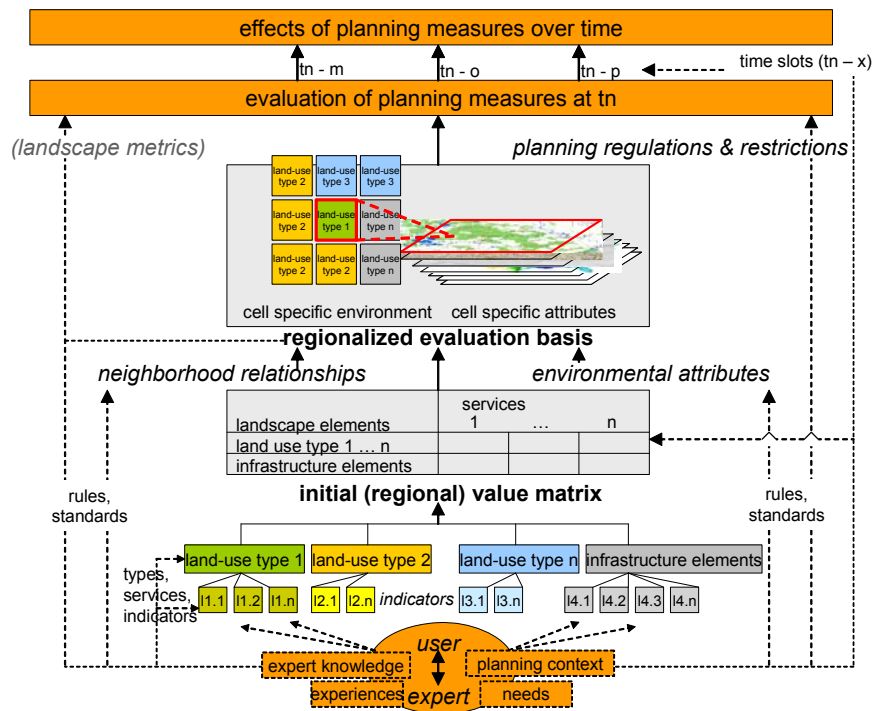 effects of planning measures over time
tn - m
tn - o
tn - p
time slots (tn – x)
evaluation of planning measures at tn
(landscape metrics)
planning regulations & restrictions
land-use type 2
land-use type 3
land-use type 3
land-use type 2
land-use type 1
land-use type n
land-use type 2
land-use type 2
land-use type n
cell specific environment
cell specific attributes
regionalized evaluation basis
neighborhood relationships
environmental attributes
services
landscape elements
1
…
n
land use type 1 … n
infrastructure elements
initial (regional) value matrix
rules,
standards
rules,
standards
land-use type 1
land-use type 2
land-use type n
infrastructure elements
types,
services,
indicators
I1.1
I1.2
I1.n
I2.1
I2.n
indicators
I3.1
I3.n
I4.1
I4.2
I4.3
I4.n
user
expert knowledge
planning context
experiences
expert
needs